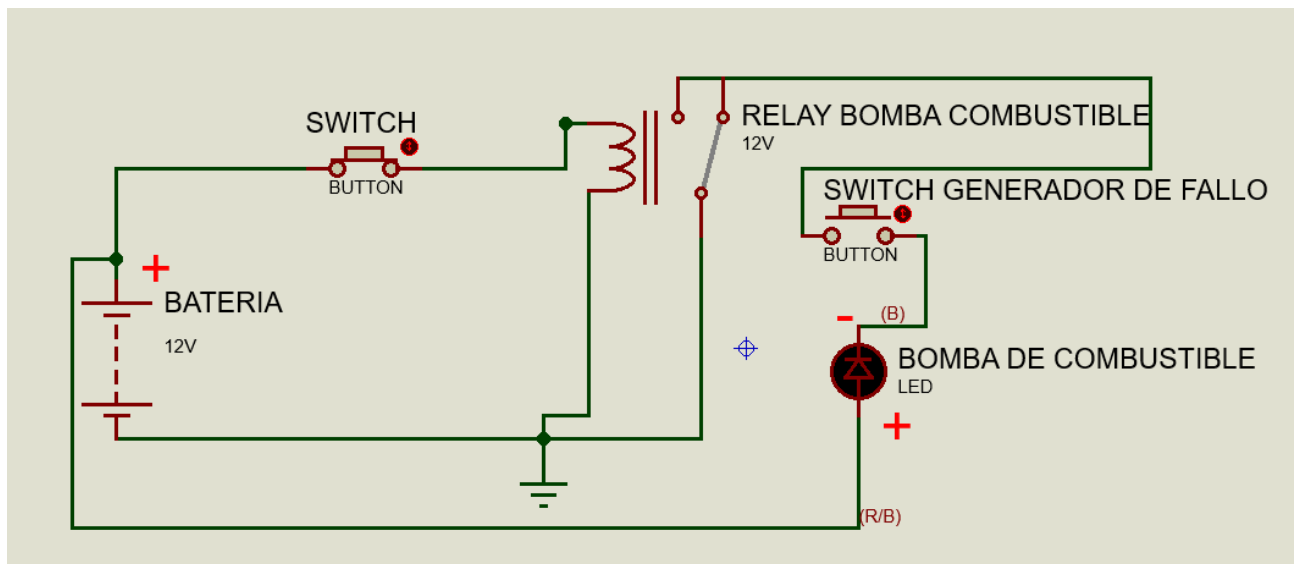 SWITCH
BUTTON
RELAY BOMBA COMBUSTIBLE
12V
SWITCH GENERADOR DE FALLO
BUTTON
+
BATERIA
12V
- (B)
BOMBA DE COMBUSTIBLE
LED
+
(R/B)